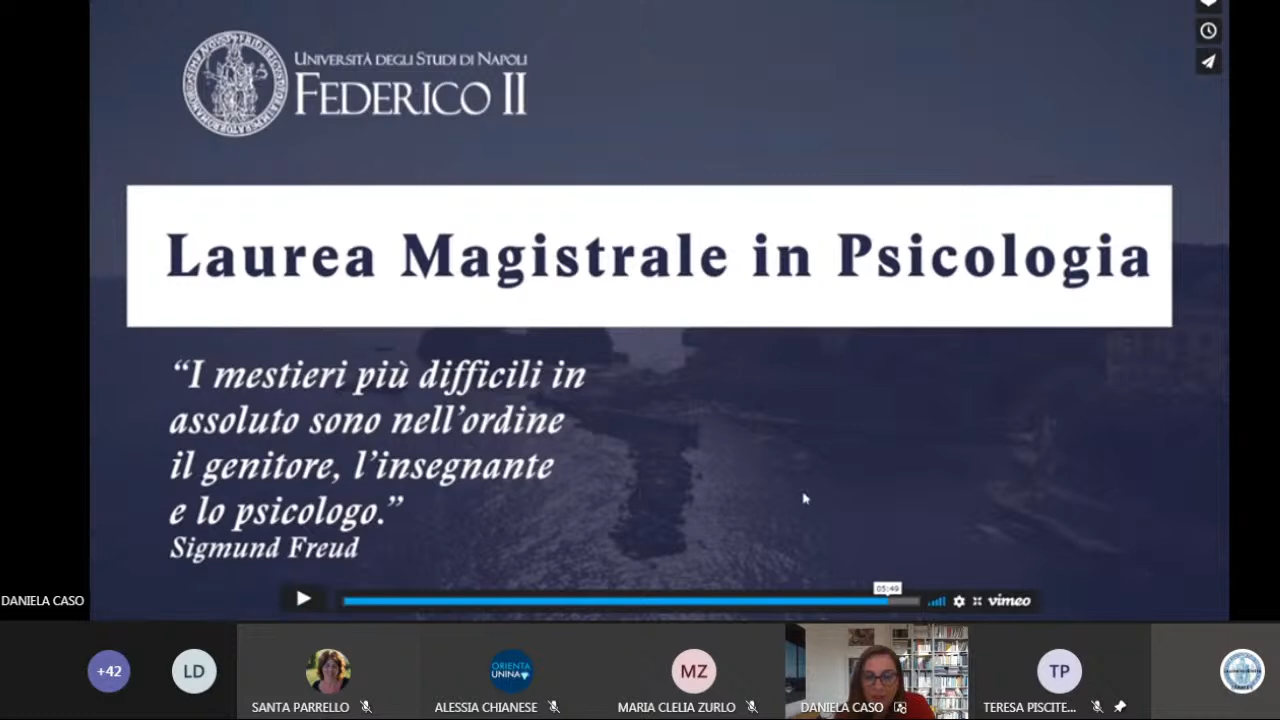 UNIVERSITÀ DEGLI STUDI DI NAPOLI
FEDERICO II
Laurea Magistrale in Psicologia
“I mestieri più difficili in
assoluto sono nell’ordine
il genitore, l’insegnante
e lo psicologo.”
Sigmund Freud
05:49
vimeo
DANIELA CASO
+42
LD
SANTA PARRELLO
ORIENTA
UNINA
ALESSIA CHIANESE
MZ
MARIA CLELIA ZURLO
DANIELA CASO
TP
TERESA PISCITE...